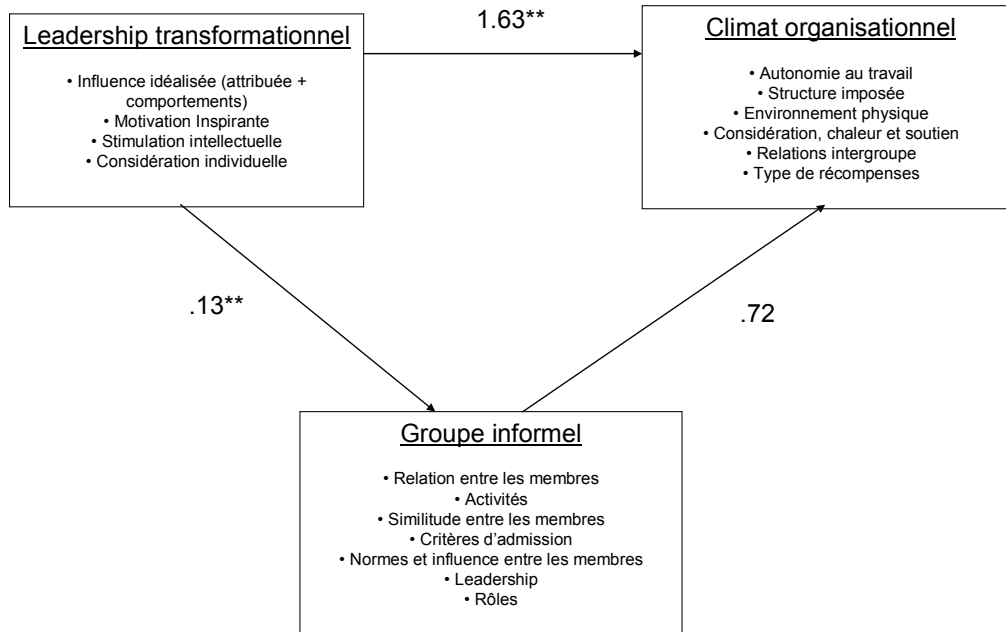 1.63**
Leadership transformationnel
• Influence idéalisée (attribuée +
comportements)
• Motivation Inspirante
• Stimulation intellectuelle
• Considération individuelle
Climat organisationnel
• Autonomie au travail
• Structure imposée
• Environnement physique
• Considération, chaleur et soutien
• Relations intergroupe
• Type de récompenses
.13**
.72
Groupe informel
• Relation entre les membres
• Activités
• Similitude entre les membres
• Critères d’admission
• Normes et influence entre les membres
• Leadership
• Rôles